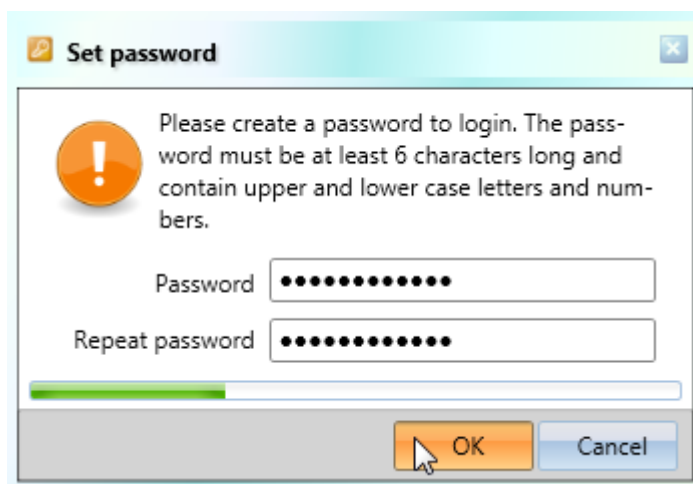 Set password
Please create a password to login. The pass-
word must be at least 6 characters long and
contain upper and lower case letters and num-
bers.
Password ••••••••••••
Repeat password ••••••••••••
OK Cancel